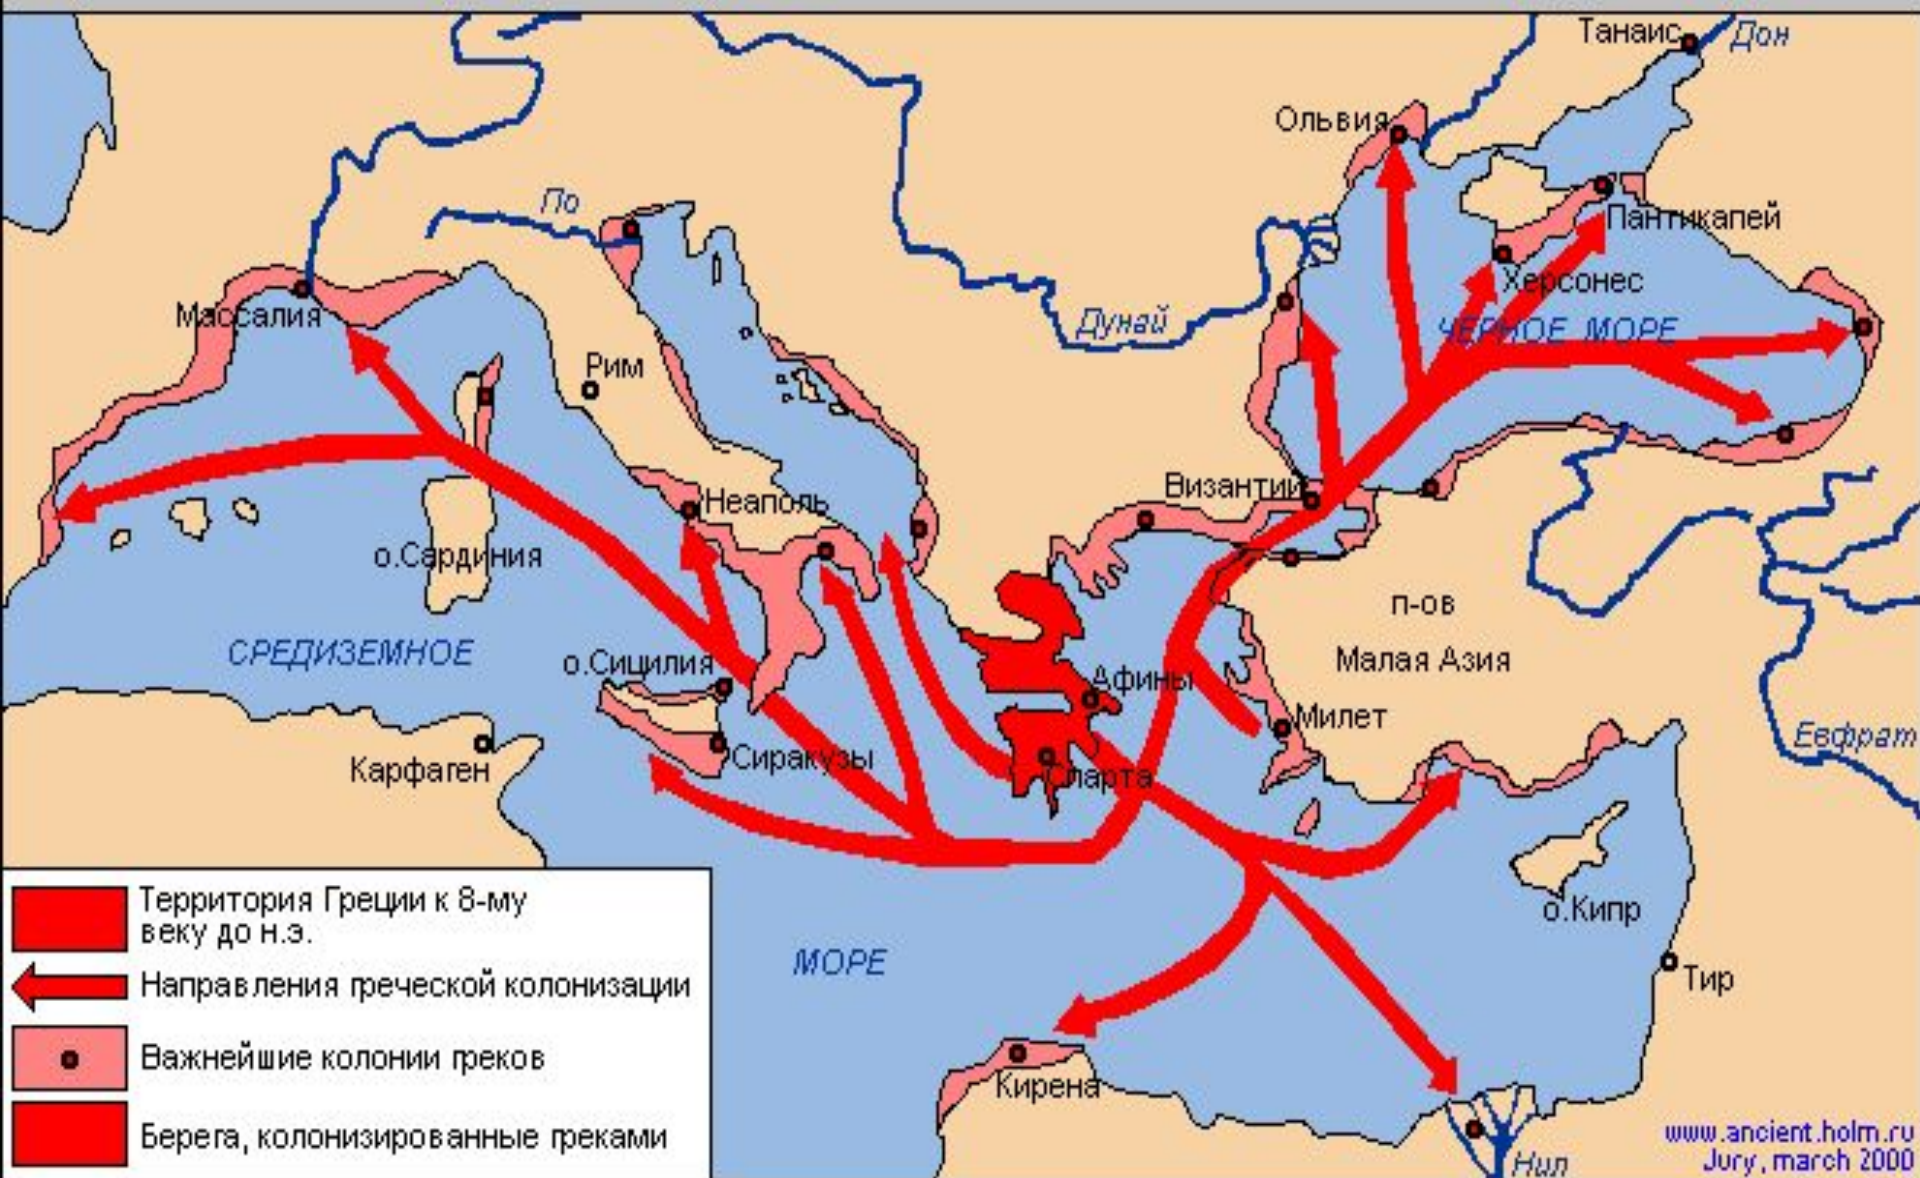 Танаис
Дон
Ольвия
По
Пантикапей
Херсонес
Массалия
Дунай
ЧЕРНОЕ МОРЕ
Рим
Византий
Неаполь
о.Сардиния
п-ов
Малая Азия
СРЕДИЗЕМНОЕ
о.Сицилия
Афины
Милет
Евфрат
Карфаген
Сиракузы
Спарта
о.Кипр
МОРЕ
Тир
Кирена
Нил
Территория Греции к 8-му
веку до н.э.
Направления греческой колонизации
Важнейшие колонии греков
Берега, колонизированные греками
www.ancient.holm.ru
Jury, march 2000